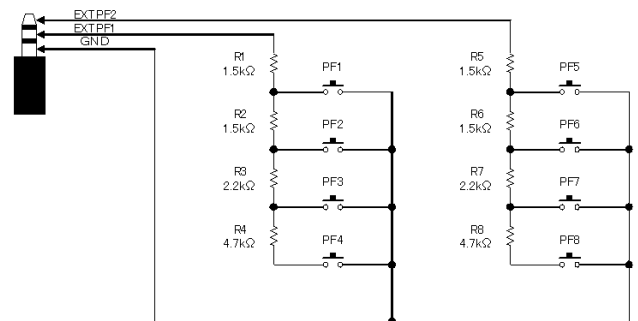 EXTPF2
EXTPF1
GND
R1
1.5kΩ
PF1
R5
1.5kΩ
PF5
R2
1.5kΩ
PF2
R6
1.5kΩ
PF6
R3
2.2kΩ
PF3
R7
2.2kΩ
PF7
R4
4.7kΩ
PF4
R8
4.7kΩ
PF8